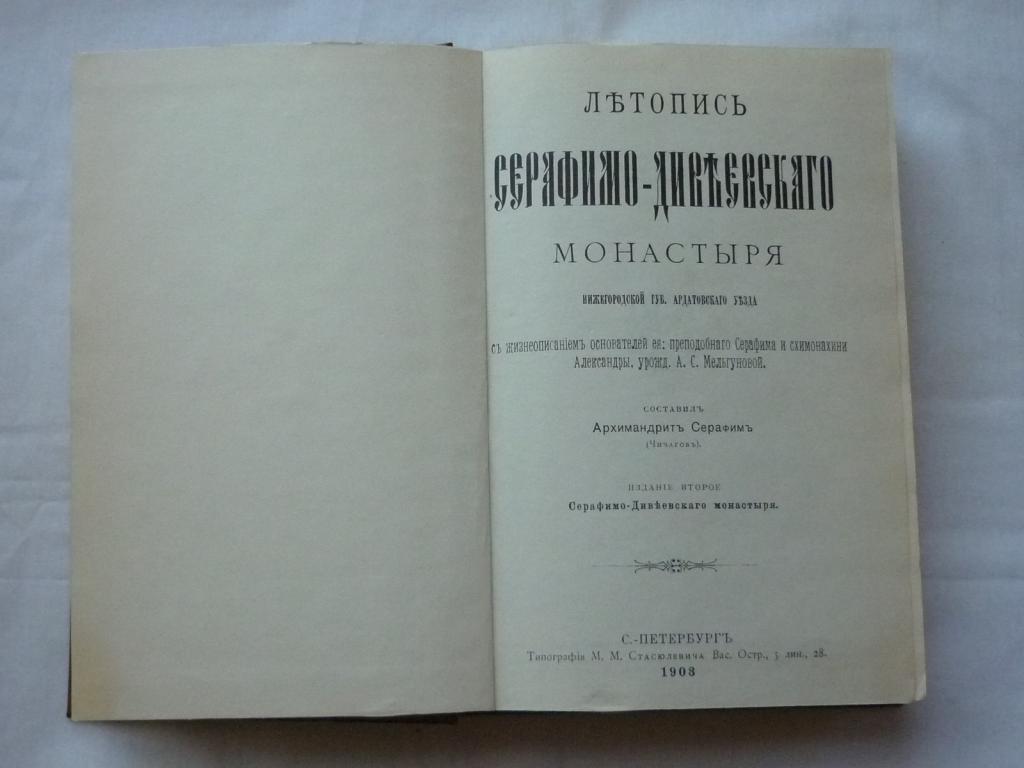 ЛѢТОПИСЬ
СЕРАФИМО-ДИВѢЕВСКАГО
МОНАСТЫРЯ
НИЖЕГОРОДСКОЙ ГУБ. АРДАТОВСКАГО УѢЗДА
съ жизнеописаніемъ основателей ея: преподобнаго Серафима и схимонахини
Александры, урожд. А. С. Мельгуновой.
СОСТАВИЛЪ
Архимандритъ Серафимъ
(Чичаговъ).
ИЗДАНІЕ ВТОРОЕ
Серафимо-Дивѣевскаго монастыря.
С.-ПЕТЕРБУРГЪ
Типографія М. М. Стасюлевича Вас. Остр., 3 лин., 28.
1903